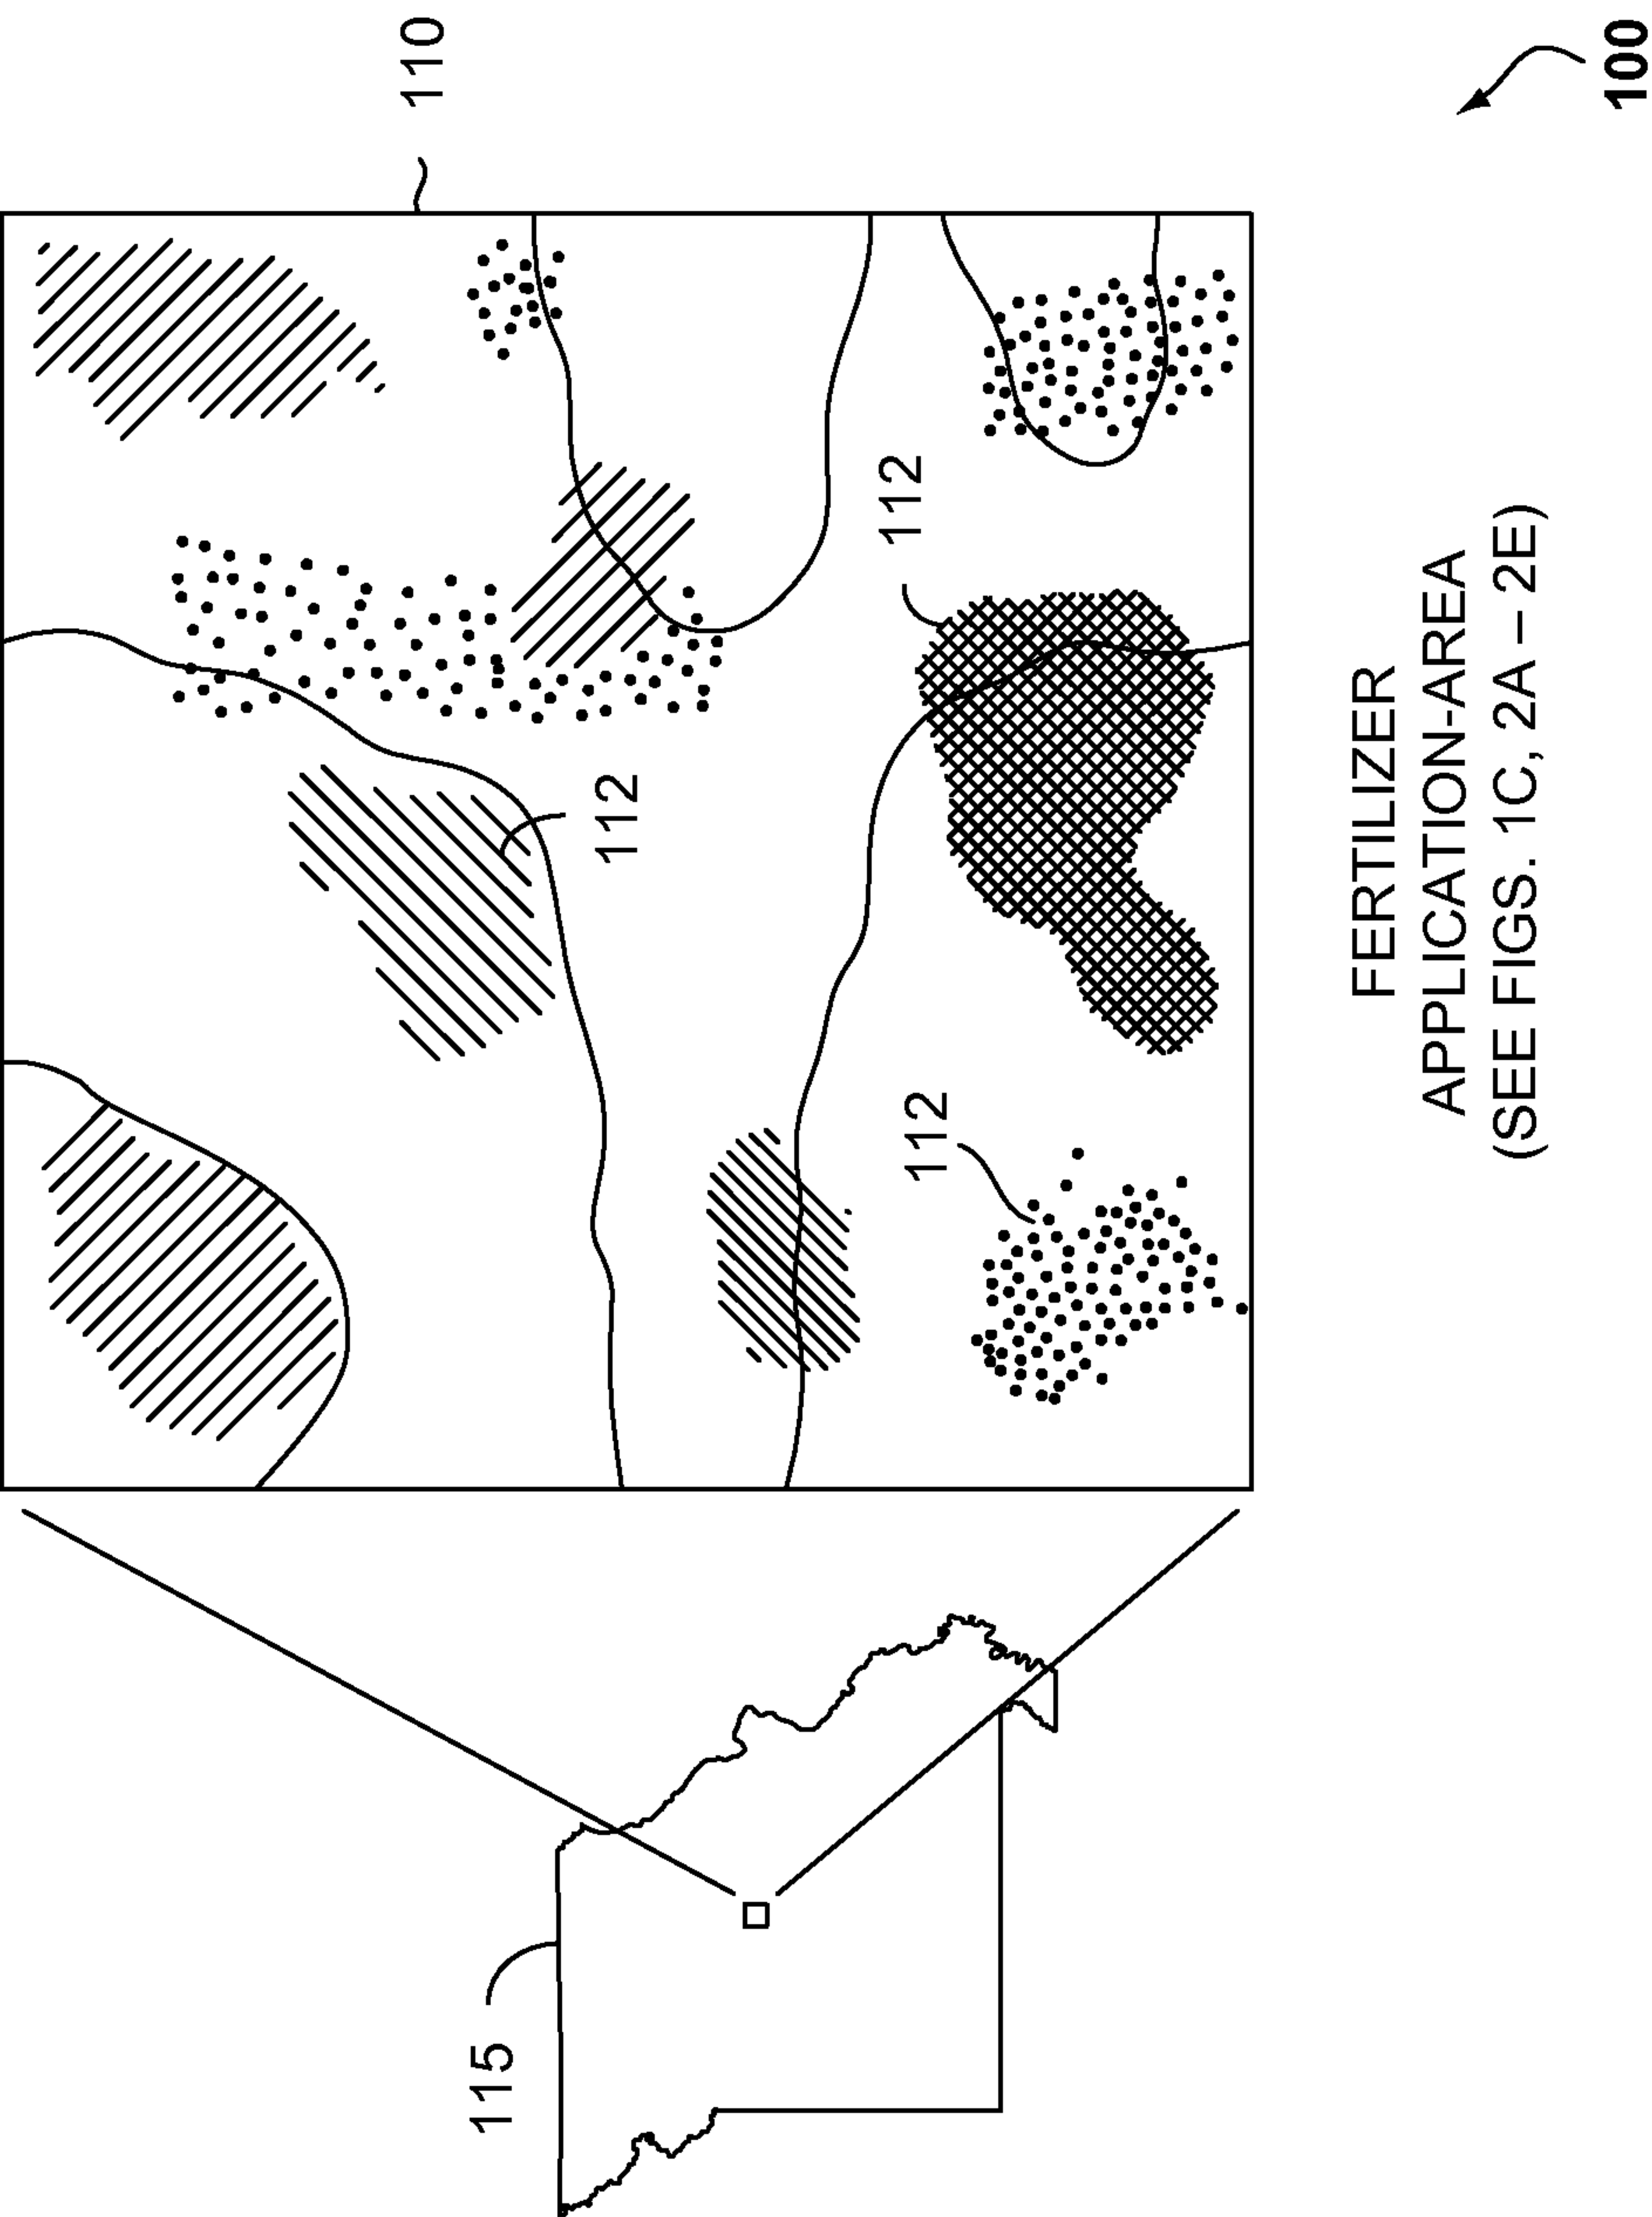 110
112
112
112
115
FERTILIZER
APPLICATION-AREA
(SEE FIGS. 1C, 2A – 2E)
100